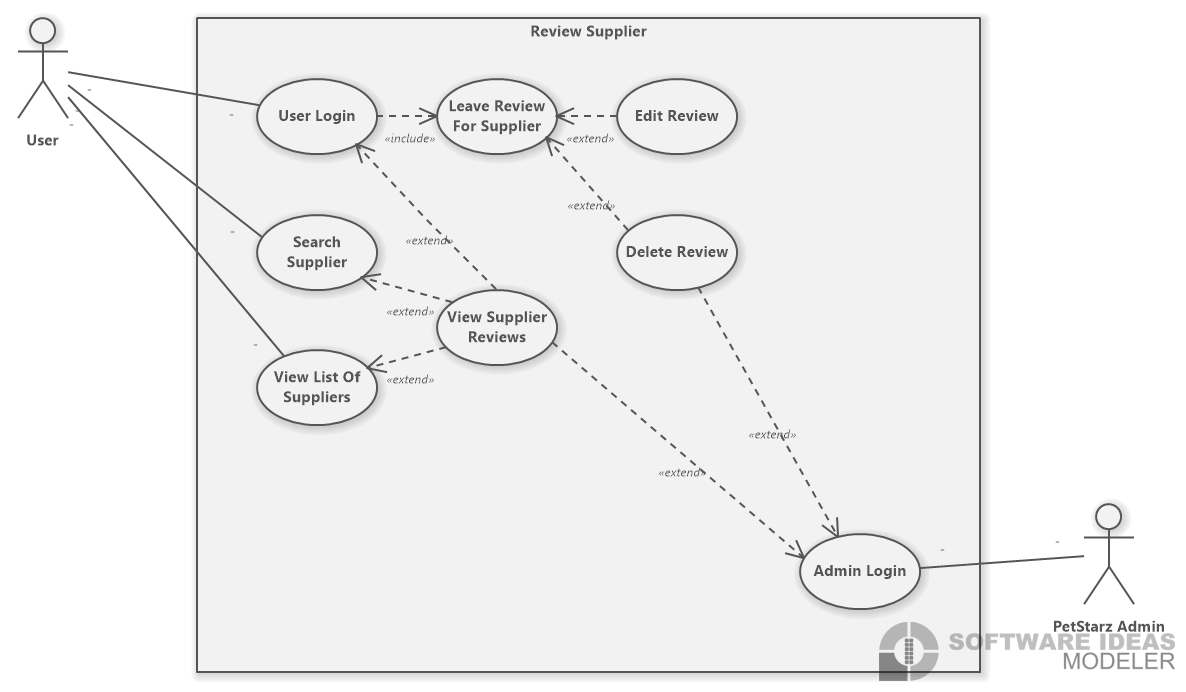 Review Supplier
User
User Login
«include»
Leave Review
For Supplier
«extend»
Edit Review
«extend»
«extend»
Search
Supplier
Delete Review
«extend»
View Supplier
Reviews
«extend»
View List Of
Suppliers
«extend»
«extend»
Admin Login
PetStarz Admin
SOFTWARE IDEAS
MODELER